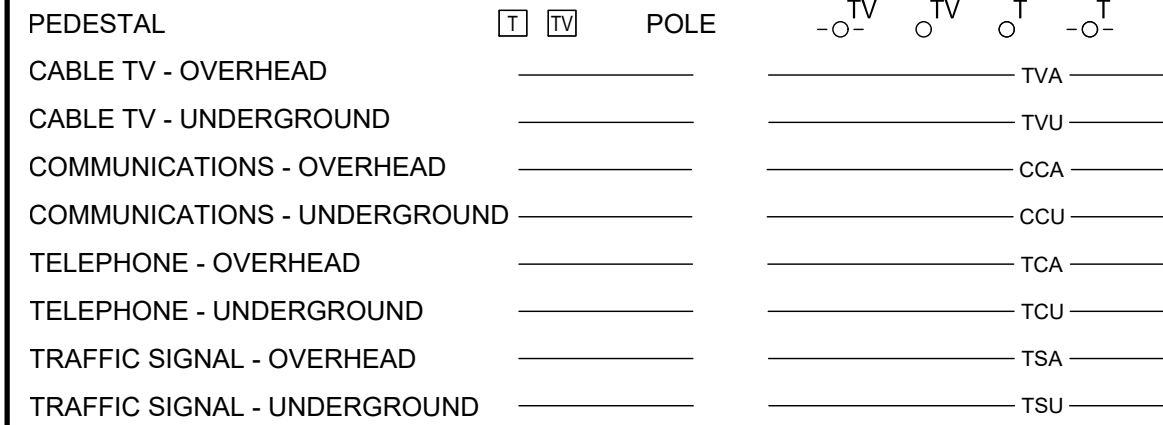 PEDESTAL T TV POLE TV TV T T
CABLE TV - OVERHEAD TVA
CABLE TV - UNDERGROUND TVU
COMMUNICATIONS - OVERHEAD CCA
COMMUNICATIONS - UNDERGROUND CCU
TELEPHONE - OVERHEAD TCA
TELEPHONE - UNDERGROUND TCU
TRAFFIC SIGNAL - OVERHEAD TSA
TRAFFIC SIGNAL - UNDERGROUND TSU